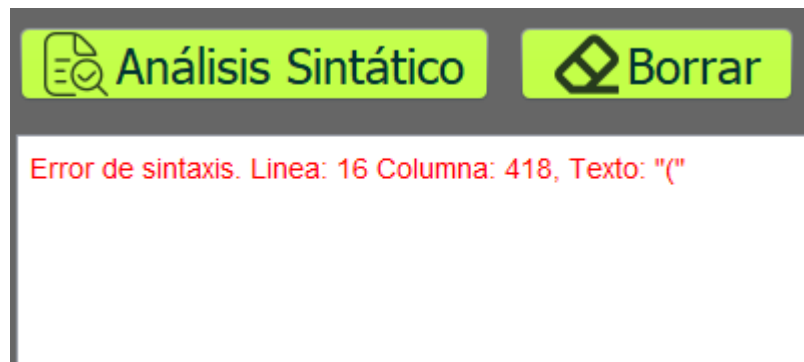 Análisis Sintático
Borrar
Error de sintaxis. Linea: 16 Columna: 418, Texto: "("